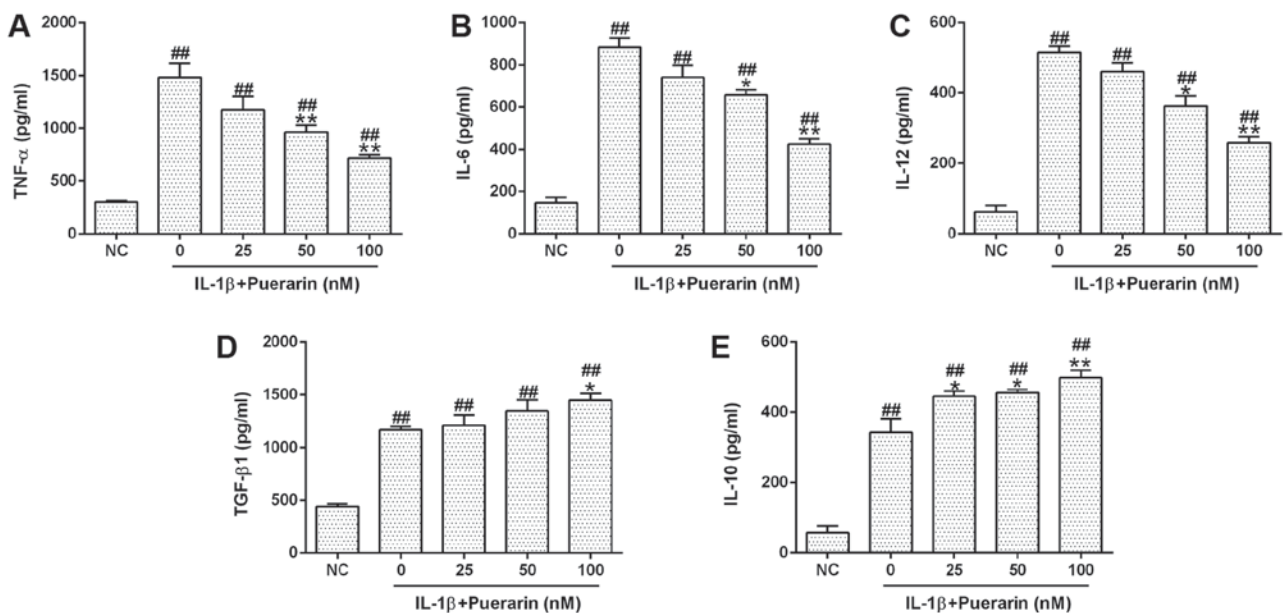 A
TNF-α (pg/ml)
2000
1500
1000
500
0
##
##
##
**
##
**
NC 0 25 50 100
IL-1β+Puerarin (nM)
B
IL-6 (pg/ml)
1000
800
600
400
200
0
##
##
##
*
##
**
NC 0 25 50 100
IL-1β+Puerarin (nM)
C
IL-12 (pg/ml)
600
400
200
0
##
##
##
*
##
**
NC 0 25 50 100
IL-1β+Puerarin (nM)
D
TGF-β1 (pg/ml)
2000
1500
1000
500
0
##
##
##
##
*
NC 0 25 50 100
IL-1β+Puerarin (nM)
E
IL-10 (pg/ml)
600
400
200
0
##
##
*
##
*
##
**
NC 0 25 50 100
IL-1β+Puerarin (nM)